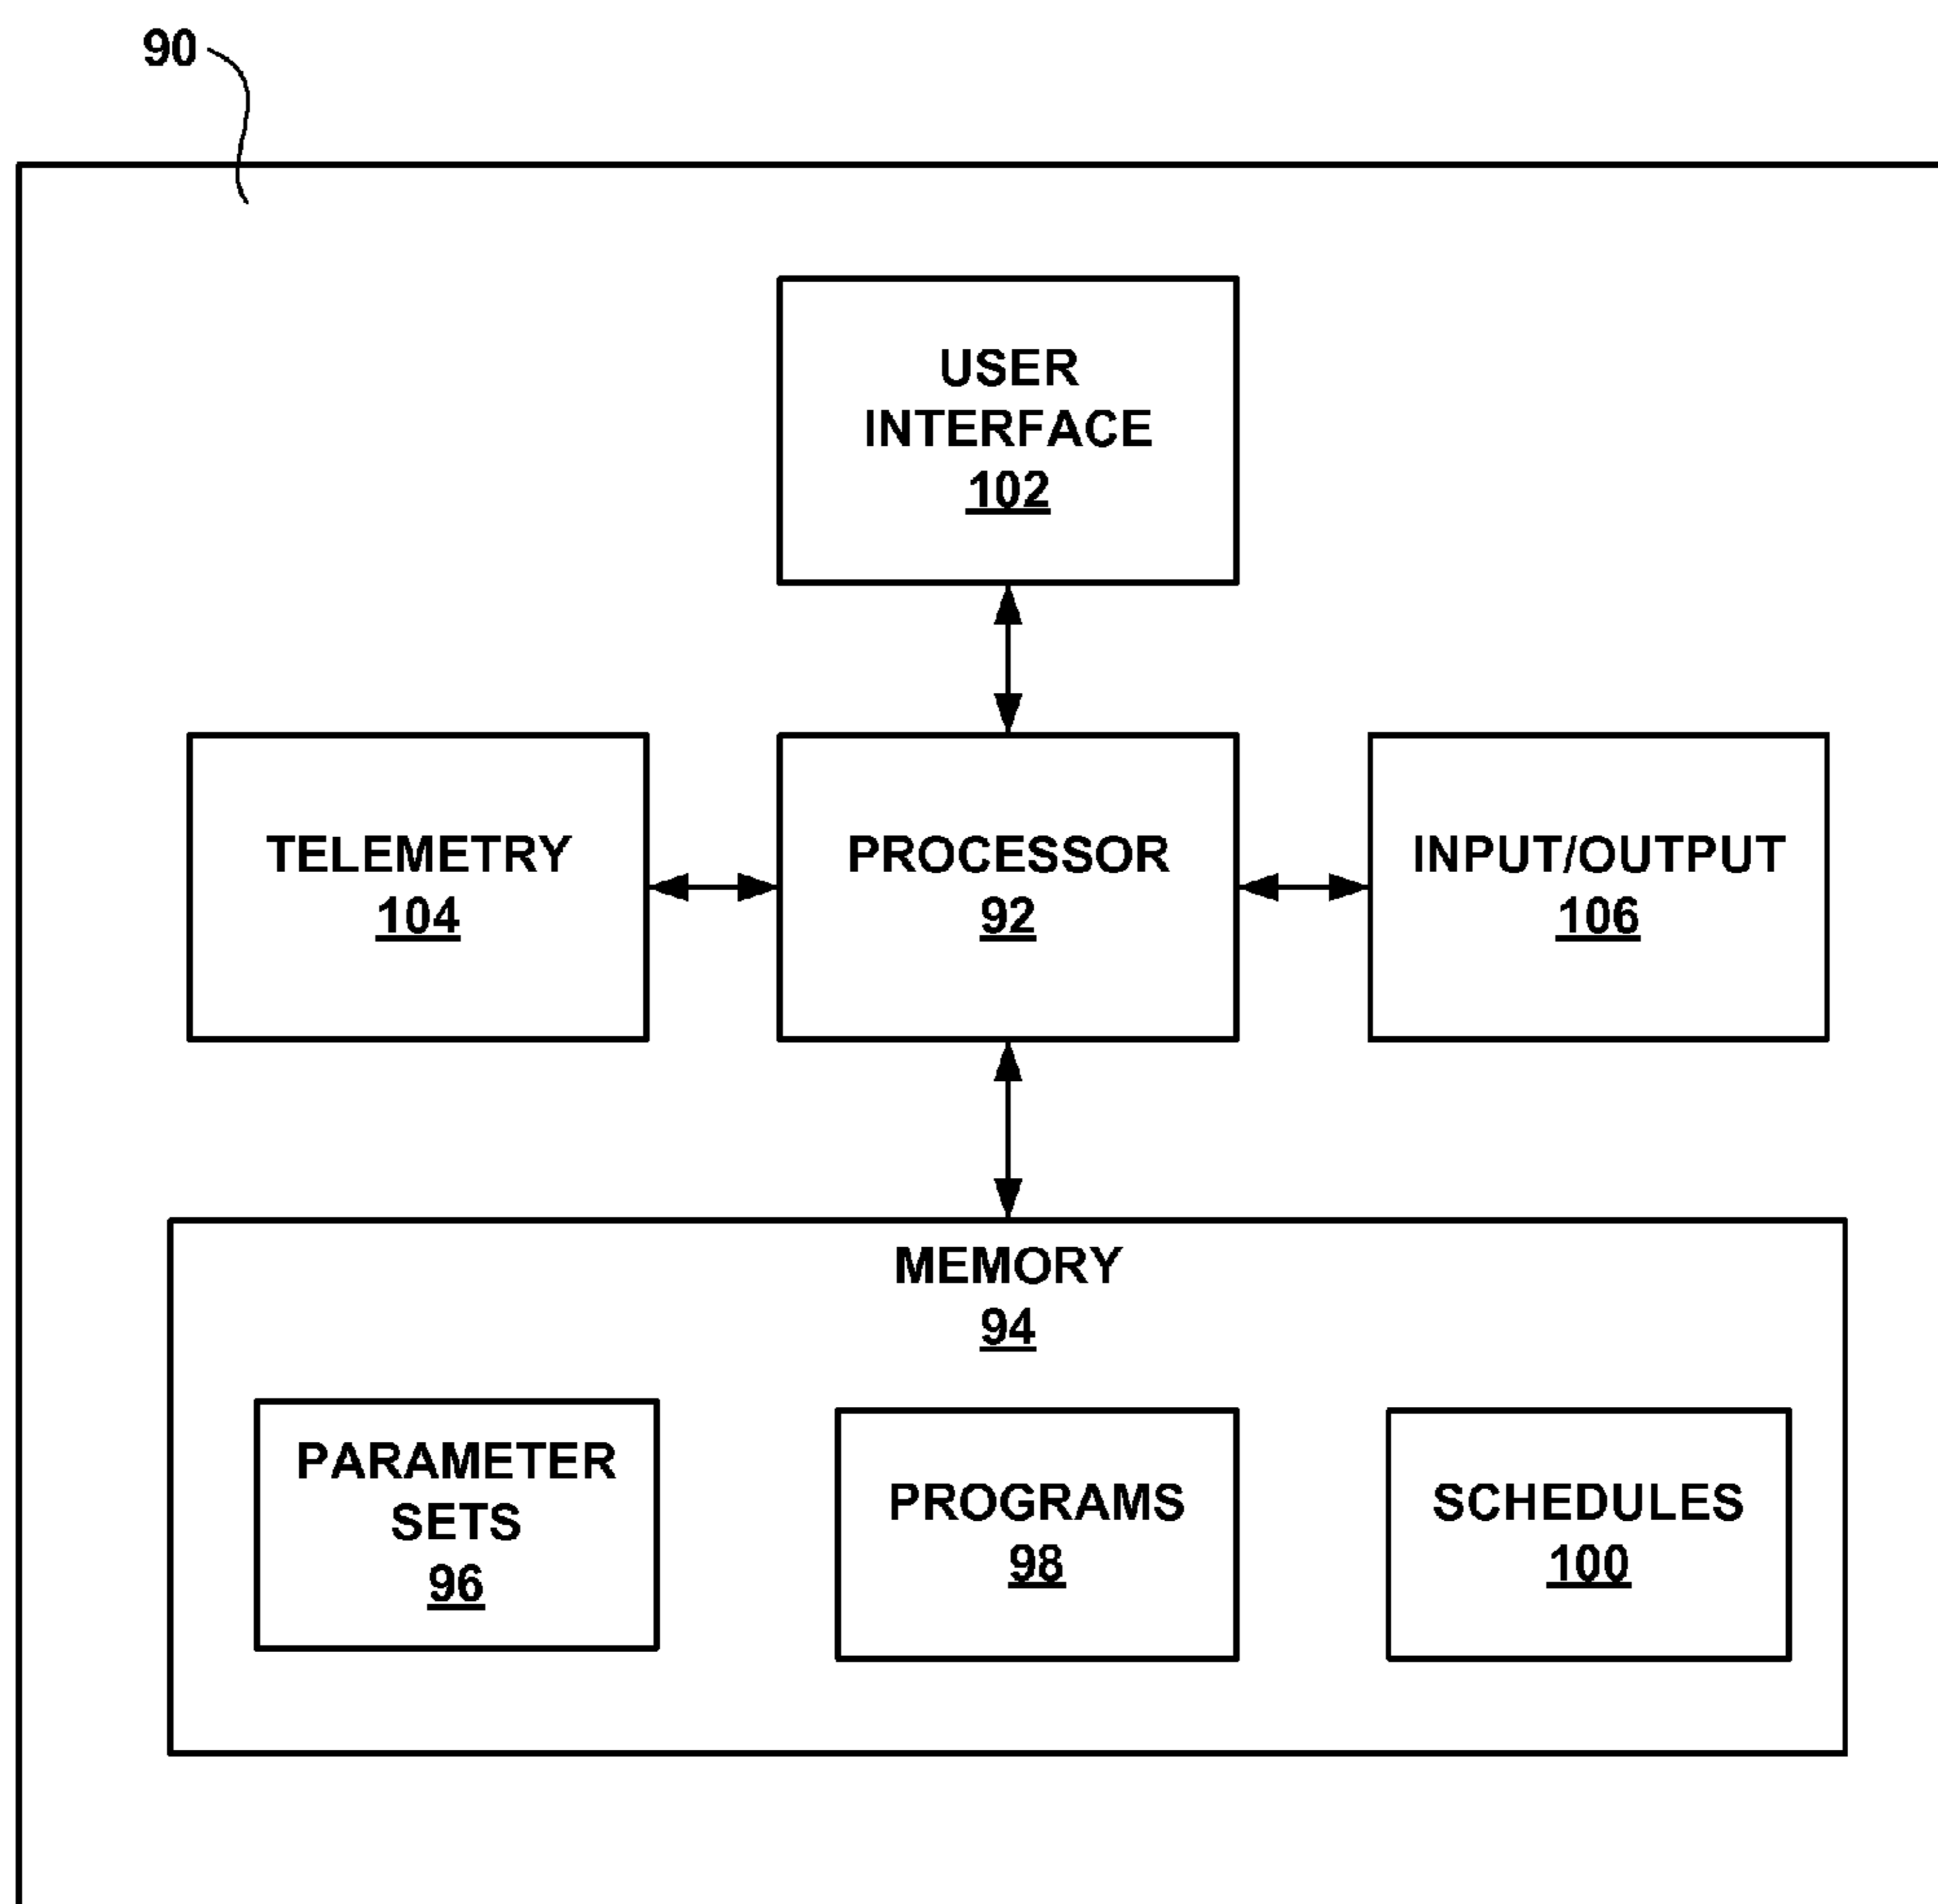 90
USER
INTERFACE
102
TELEMETRY
104
PROCESSOR
92
INPUT/OUTPUT
106
MEMORY
94
PARAMETER
SETS
96
PROGRAMS
98
SCHEDULES
100